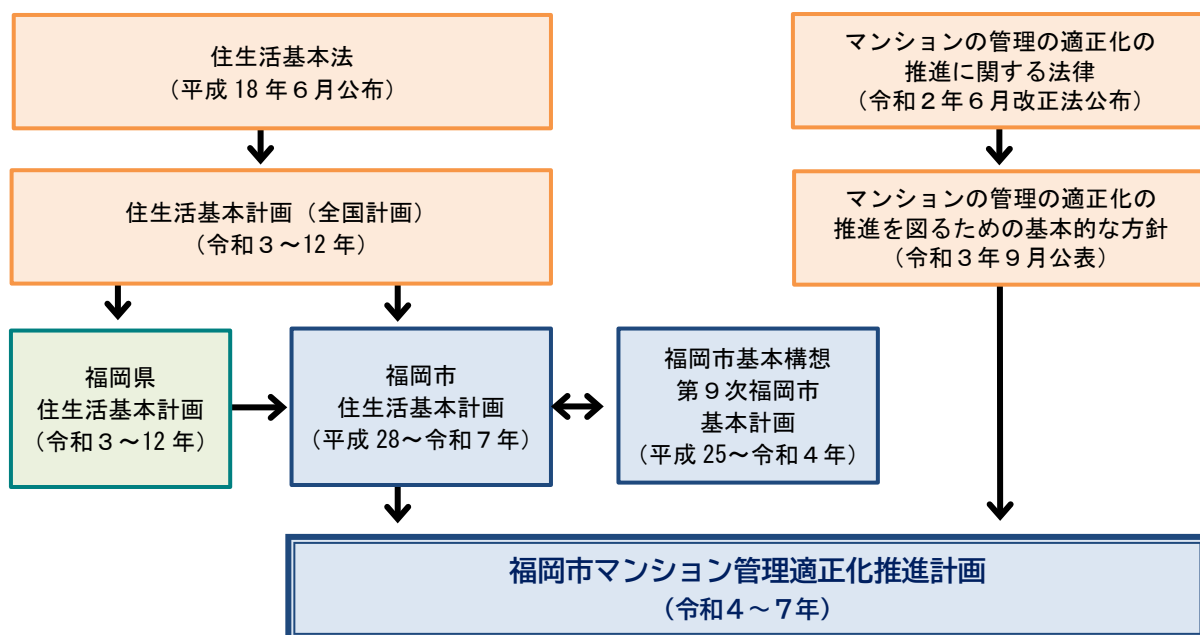 住生活基本法
（平成 18 年６月公布）
マンションの管理の適正化の
推進に関する法律
（令和２年６月改正法公布）
住生活基本計画（全国計画）
（令和３～12 年）
マンションの管理の適正化の
推進を図るための基本的な方針
（令和３年９月公表）
福岡県
住生活基本計画
（令和３～12 年）
福岡市
住生活基本計画
（平成 28～令和７年）
福岡市基本構想
第９次福岡市
基本計画
（平成 25～令和４年）
福岡市マンション管理適正化推進計画
（令和４～７年）